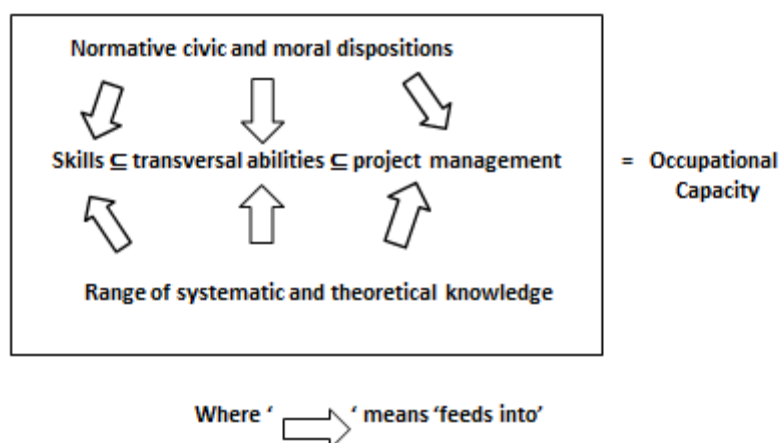 Normative civic and moral dispositions
Skills ⊆ transversal abilities ⊆ project management
= Occupational
Capacity
Range of systematic and theoretical knowledge
Where ‘ ‘ means ‘feeds into’